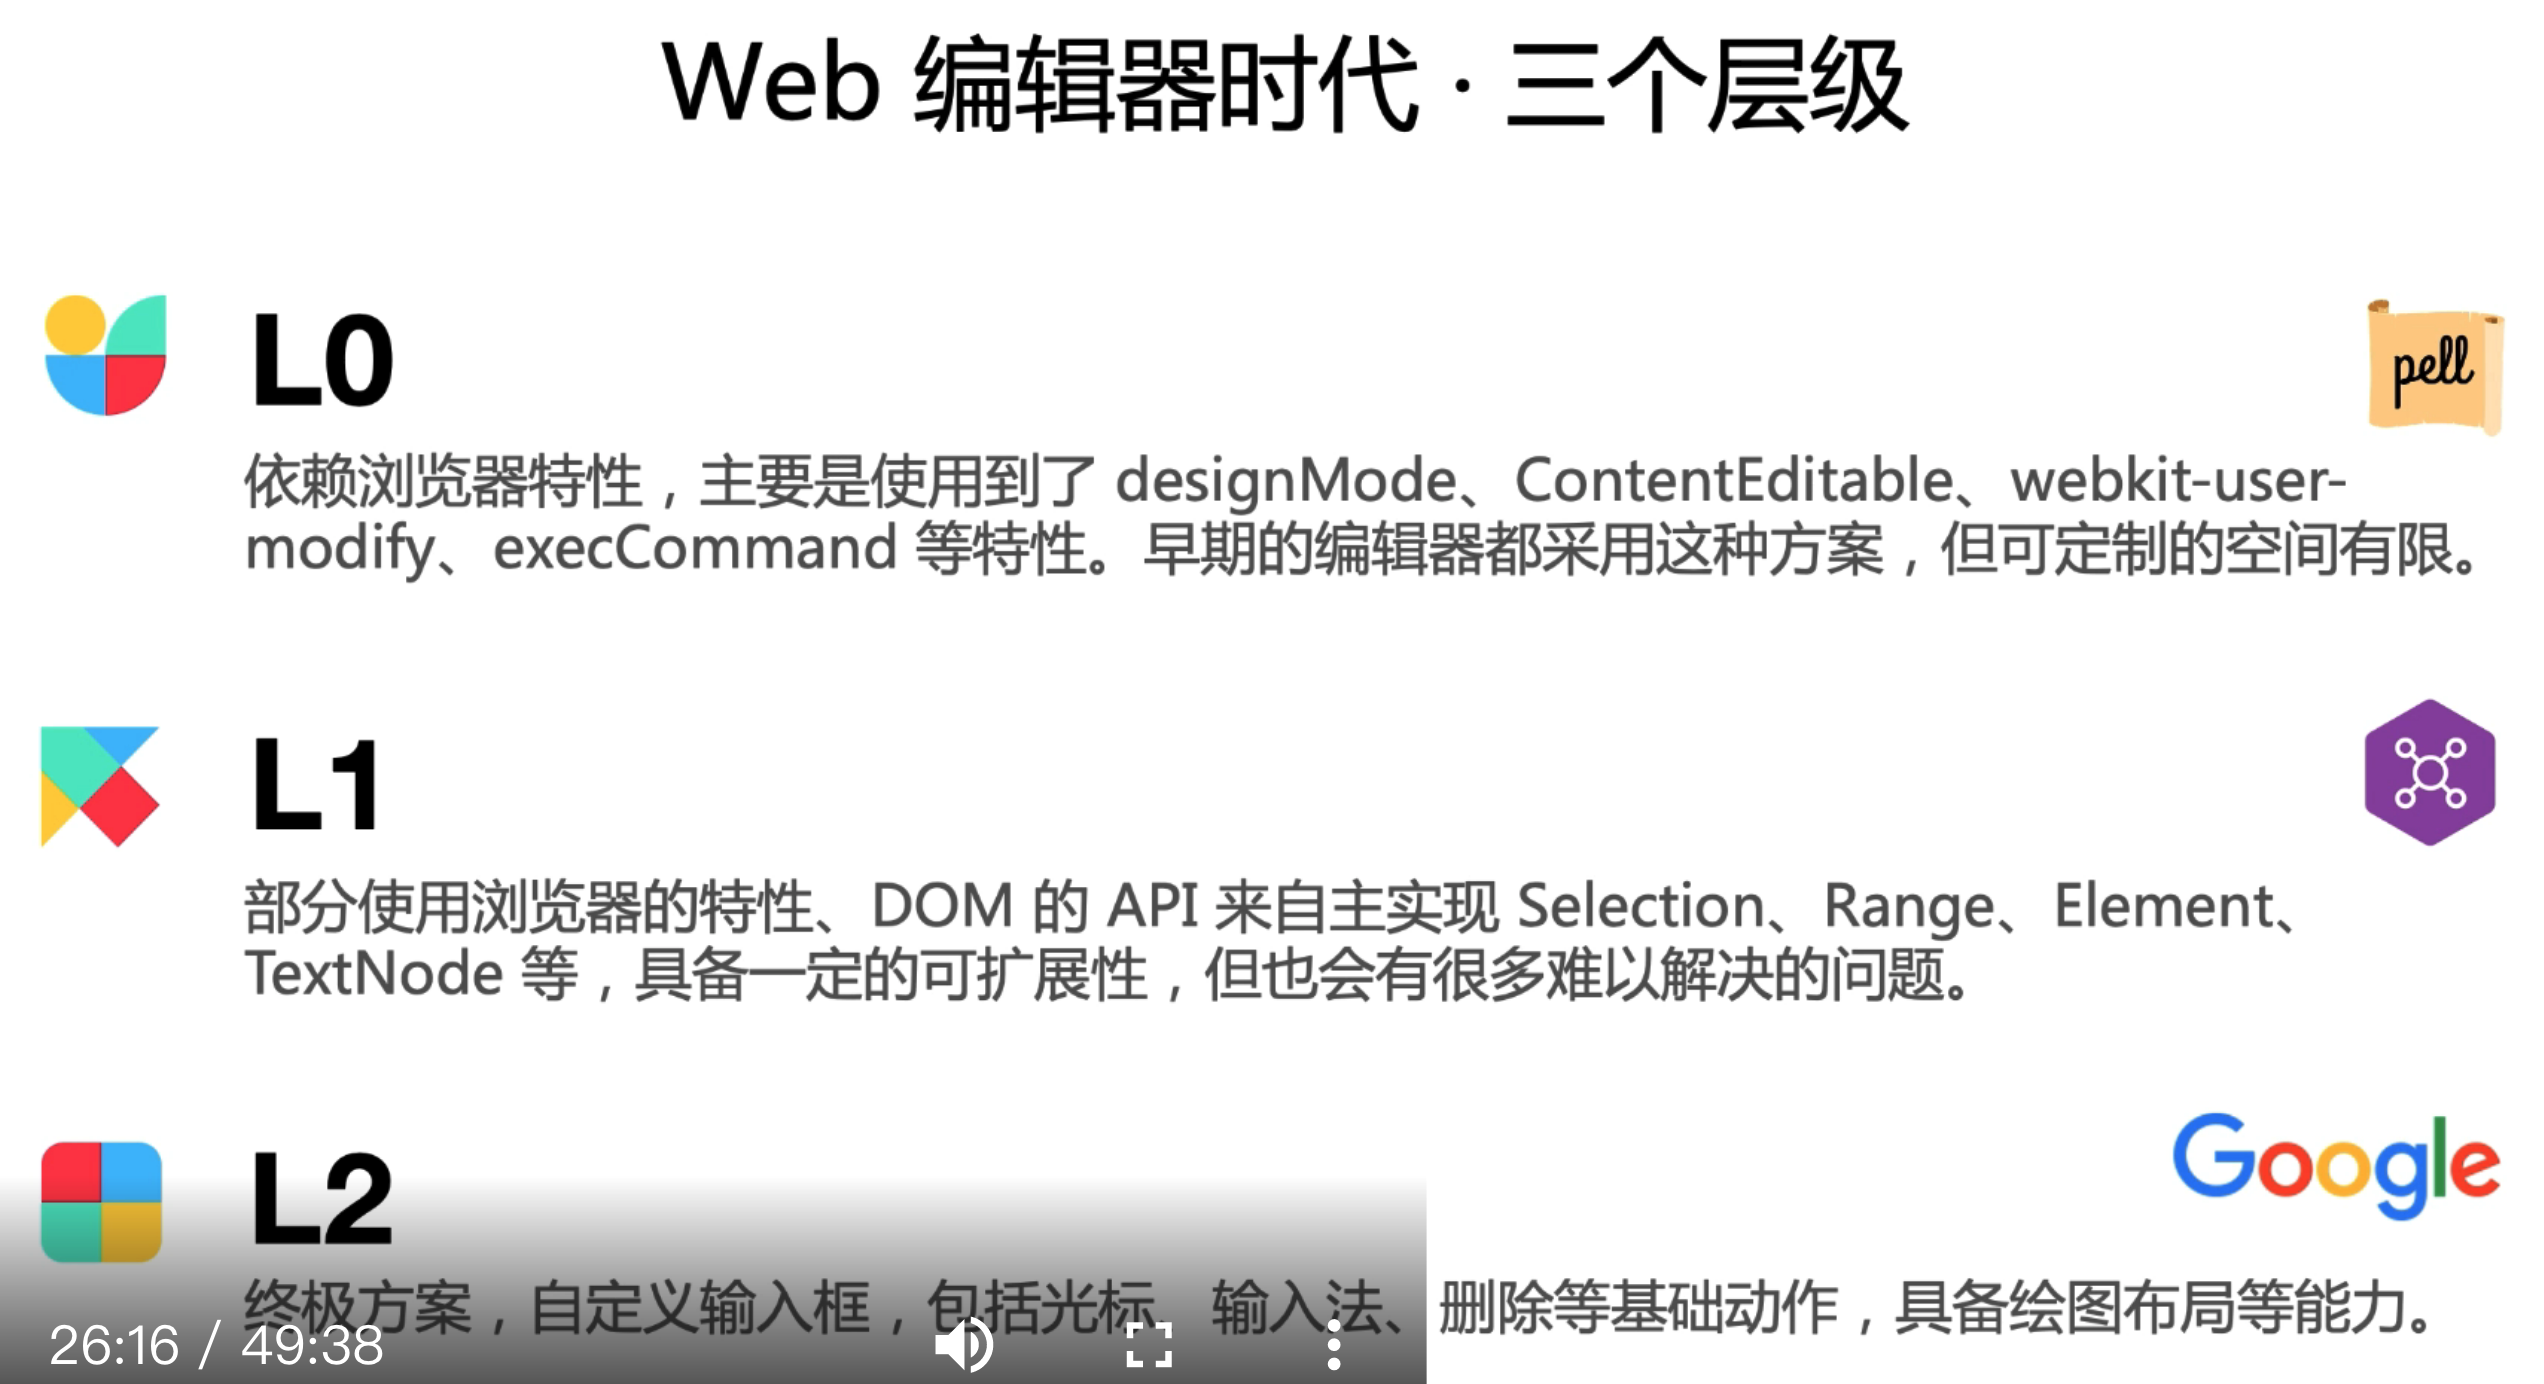 Web 编辑器时代 · 三个层级
L0
pell
依赖浏览器特性，主要是使用到了 designMode、ContentEditable、webkit-user-
modify、execCommand 等特性。早期的编辑器都采用这种方案，但可定制的空间有限。
L1
部分使用浏览器的特性、DOM 的 API 来自主实现 Selection、Range、Element、
TextNode 等，具备一定的可扩展性，但也会有很多难以解决的问题。
Google
L2
终极方案，自定义输入框，包括光标、输入法、删除等基础动作，具备绘图布局等能力。
26:16 / 49:38